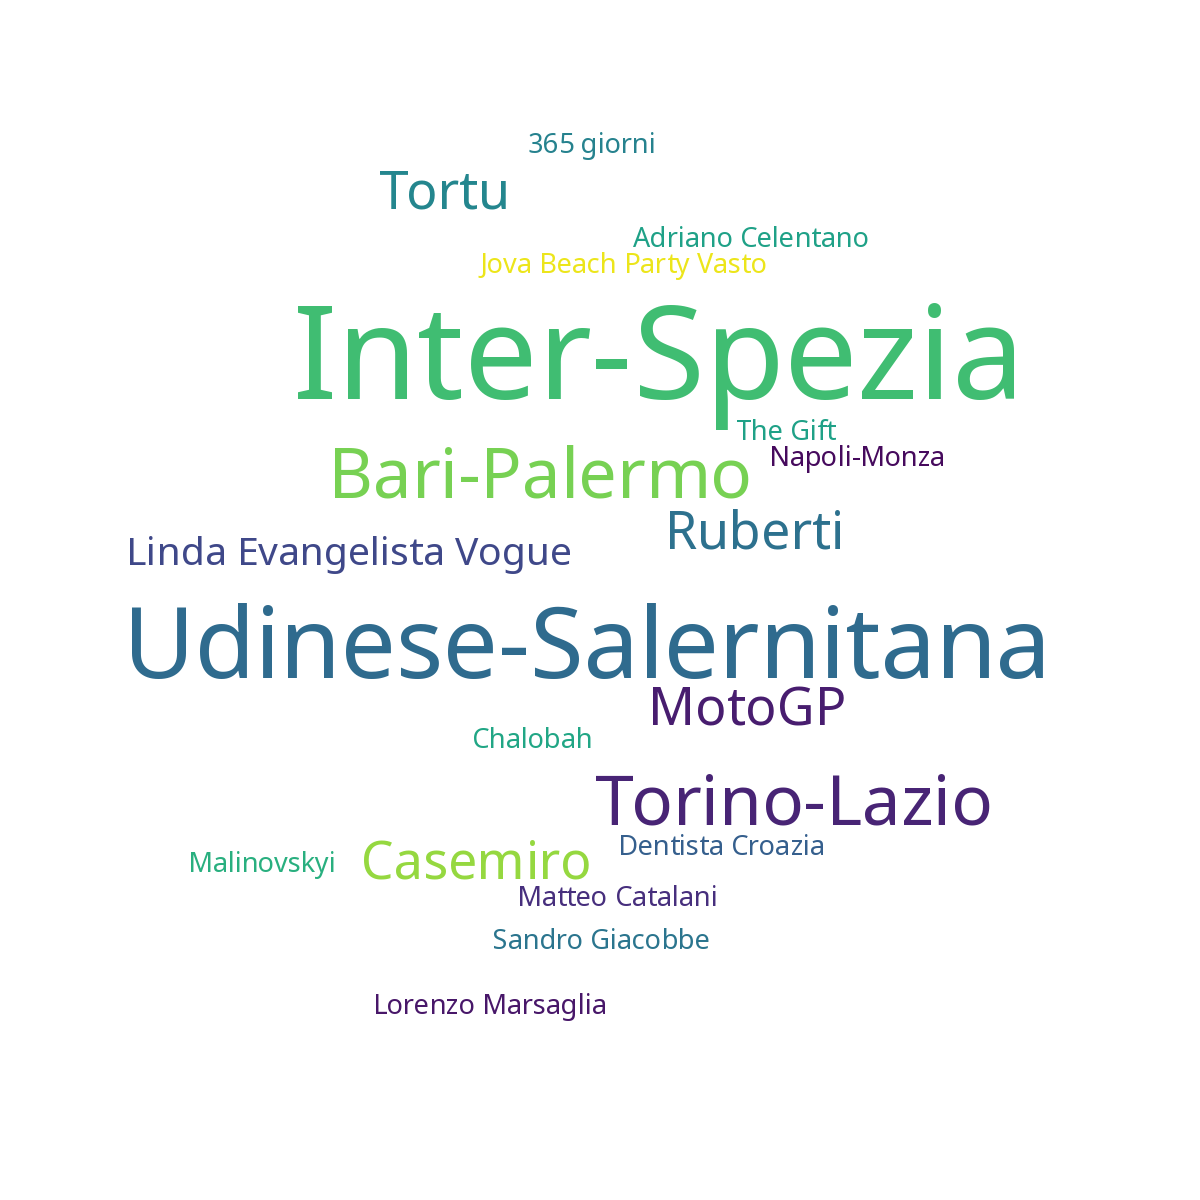 365 giorni
Tortu
Adriano Celentano
Jova Beach Party Vasto
Inter-Spezia
The Gift
Napoli-Monza
Bari-Palermo
Ruberti
Linda Evangelista Vogue
Udinese-Salernitana
MotoGP
Chalobah
Torino-Lazio
Dentista Croazia
Malinovskyi
Casemiro
Matteo Catalani
Sandro Giacobbe
Lorenzo Marsaglia